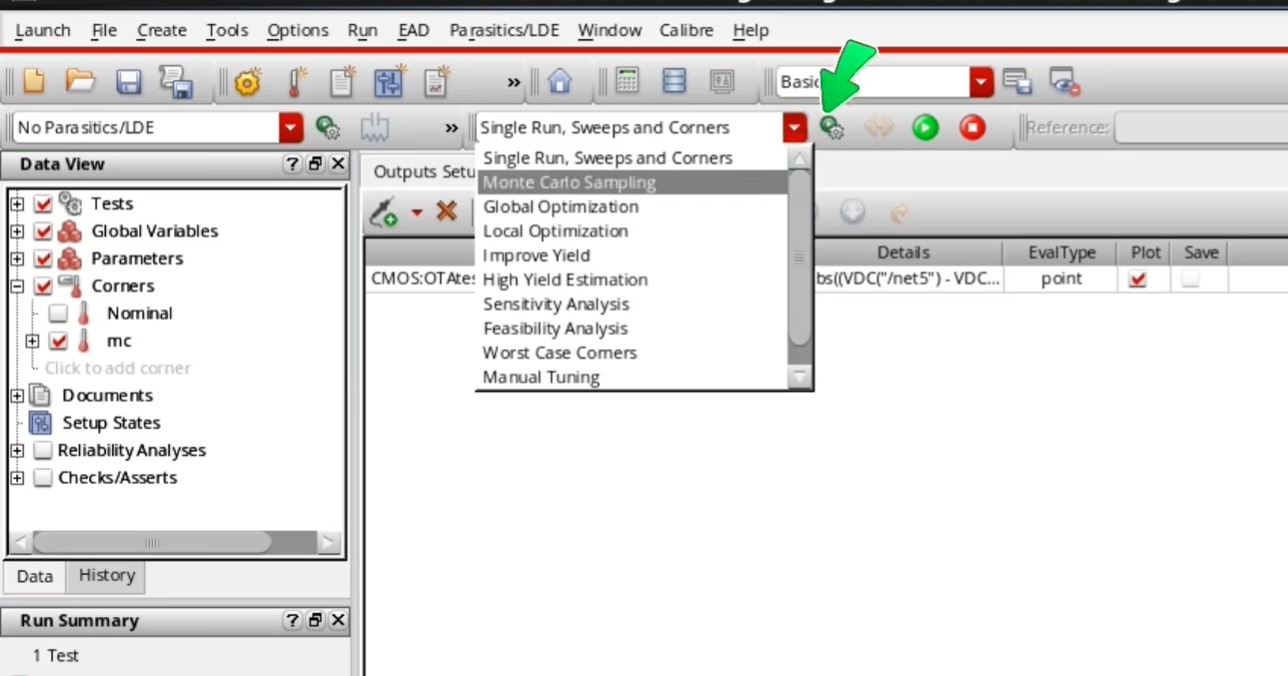 Launch File Create Tools Options Run EAD Parasitics/LDE Window Calibre Help
» Basic
No Parasitics/LDE » Single Run, Sweeps and Corners Reference:
Data View
Tests
Global Variables
Parameters
Corners
Nominal
mc
Click to add corner
Documents
Setup States
Reliability Analyses
Checks/Asserts
Data History
Run Summary
1 Test
Single Run, Sweeps and Corners
Monte Carlo Sampling
Global Optimization
Local Optimization
Improve Yield
High Yield Estimation
Sensitivity Analysis
Feasibility Analysis
Worst Case Corners
Manual Tuning
Outputs Setu
Details EvalType Plot Save
CMOS:OTAtes bs((VDC("/net5") - VDC... point